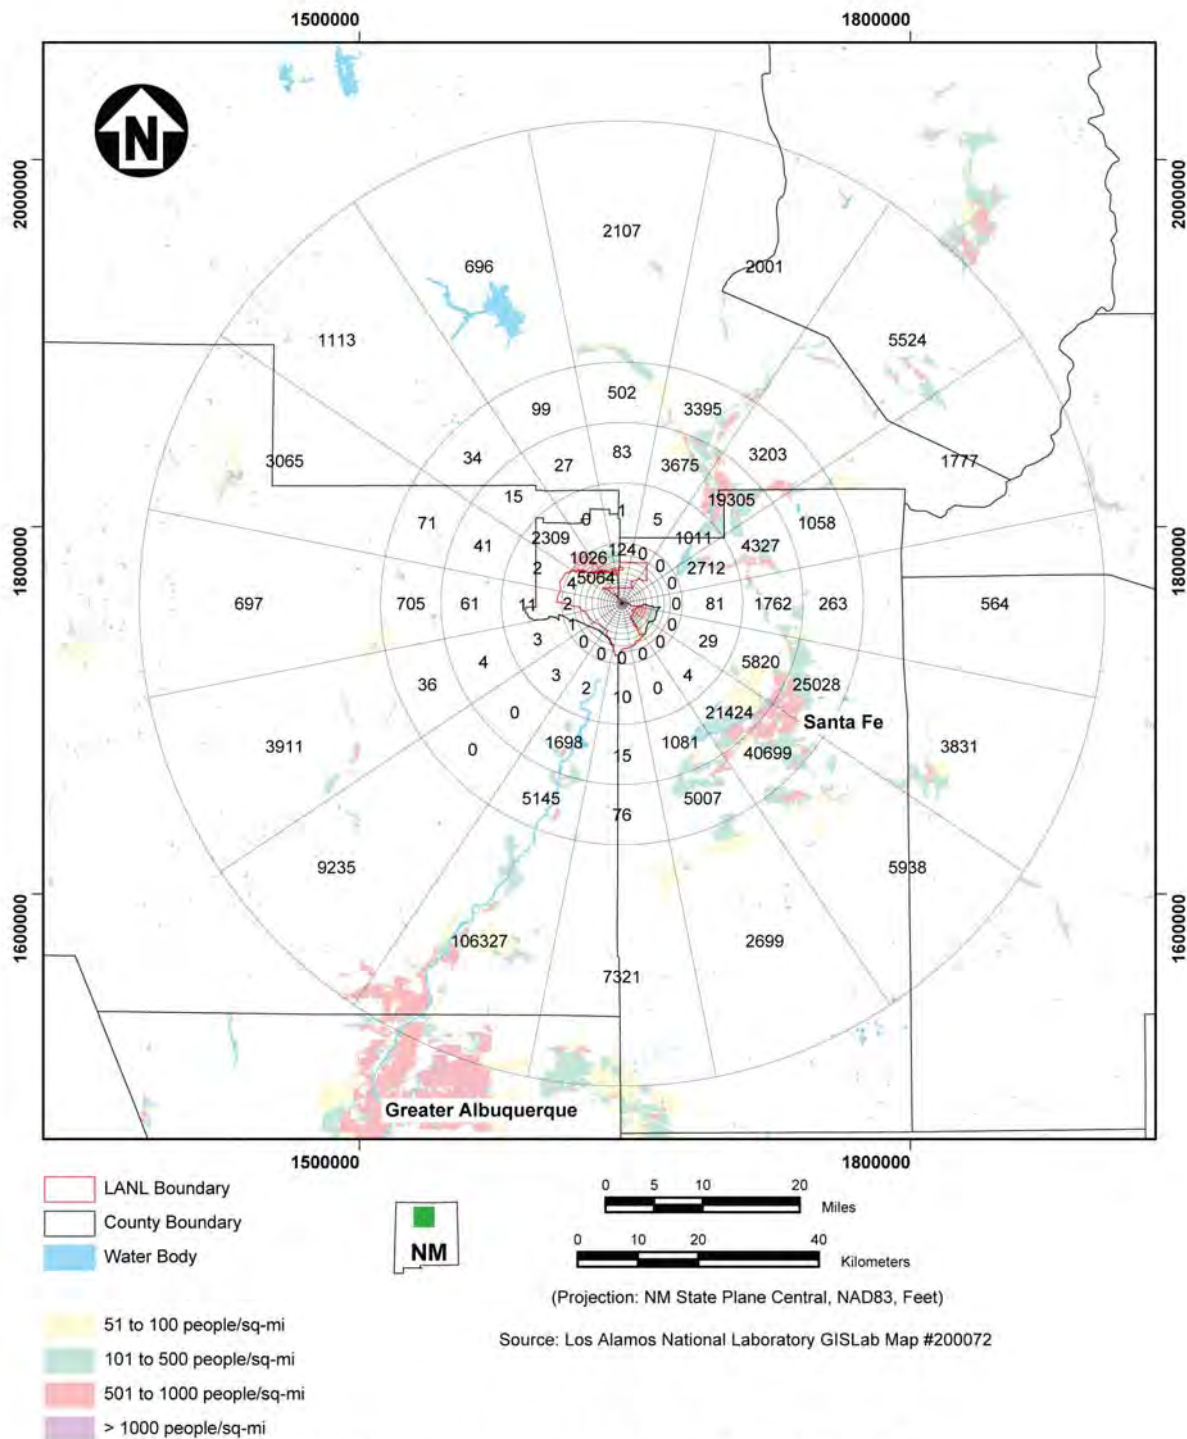 1500000 1800000
N
2000000 2000000
2107
696 2001
1113 5524
502
99 3395
34 83 3203
3065 27 3675 1777
15 19305
71 0 1 5 1058
1800000 2309 1011 4327 1800000
41 124 0
1026 0 2712
2 5064 0
4
697 705 61 11 2 0 81 1762 263 564
1 0
3 0 0 0 0 0 29
4 3 4 5820
36 2 10 0 25028
0 21424
Santa Fe
3911 0 1698 15 1081 40699 3831
5145 5007
76
9235 5938
1600000 1600000
106327 2699
7321
Greater Albuquerque
1500000 1800000
LANL Boundary
County Boundary
Water Body
NM
0 5 10 20
Miles
0 10 20 40
Kilometers
(Projection: NM State Plane Central, NAD83, Feet)
Source: Los Alamos National Laboratory GISLab Map #200072
51 to 100 people/sq-mi
101 to 500 people/sq-mi
501 to 1000 people/sq-mi
> 1000 people/sq-mi